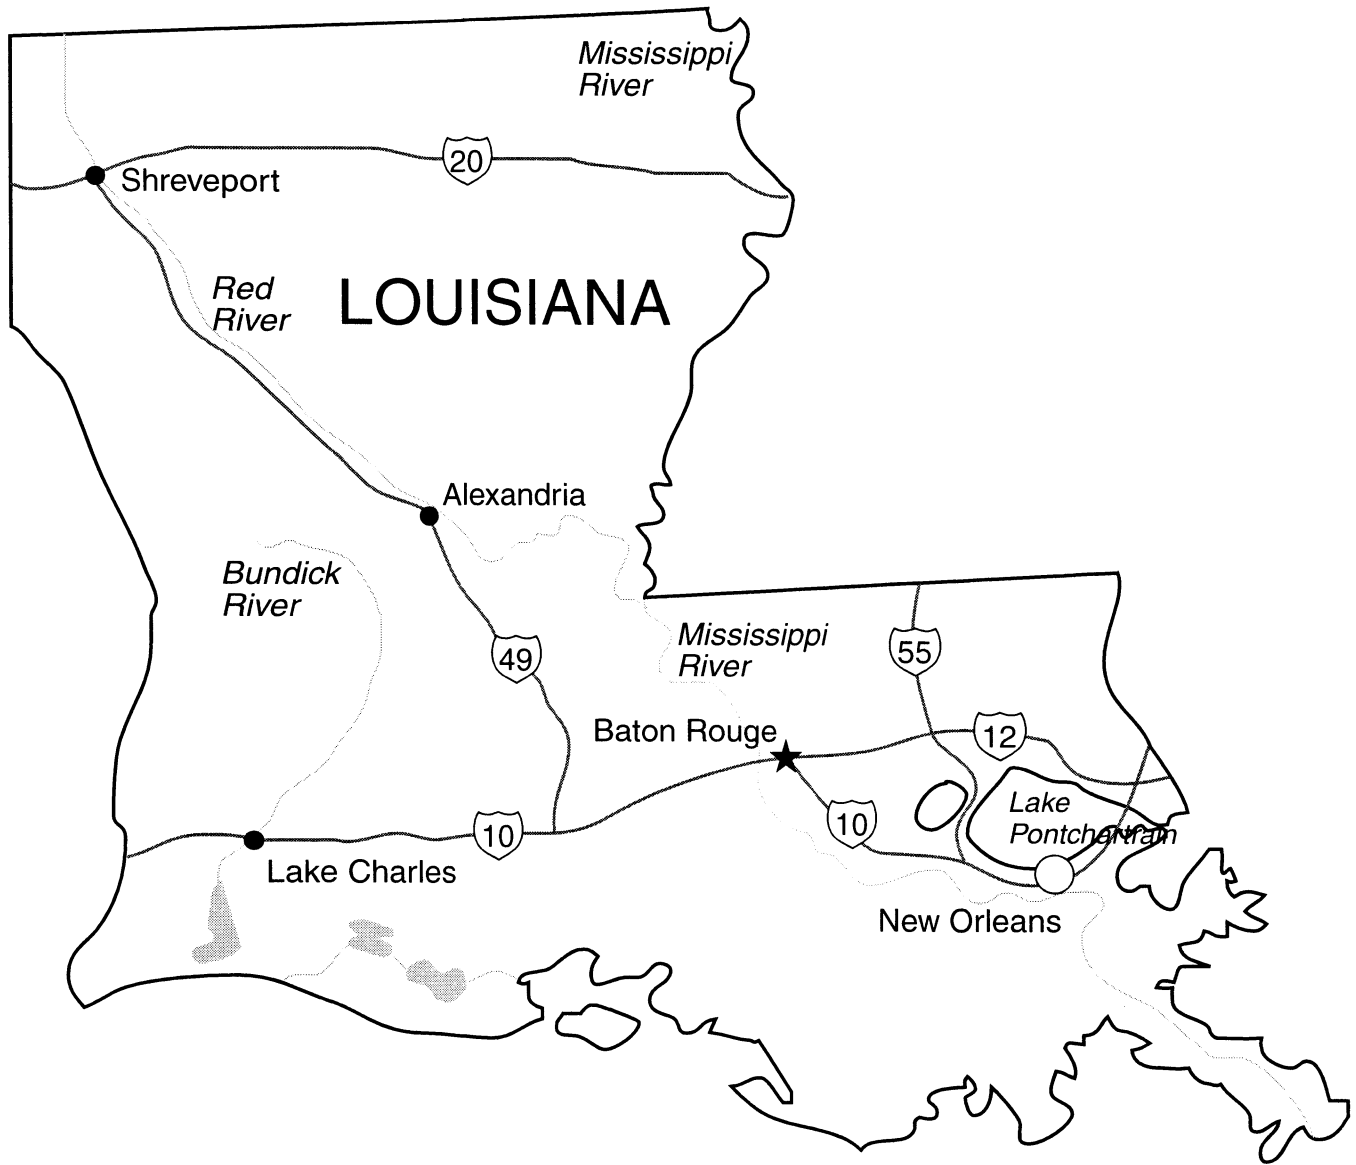 Mississippi
River
20
Shreveport
Red
River
LOUISIANA
Alexandria
Bundick
River
Mississippi
River
55
49
Baton Rouge
12
Lake
Pontchartrain
10
10
Lake Charles
New Orleans